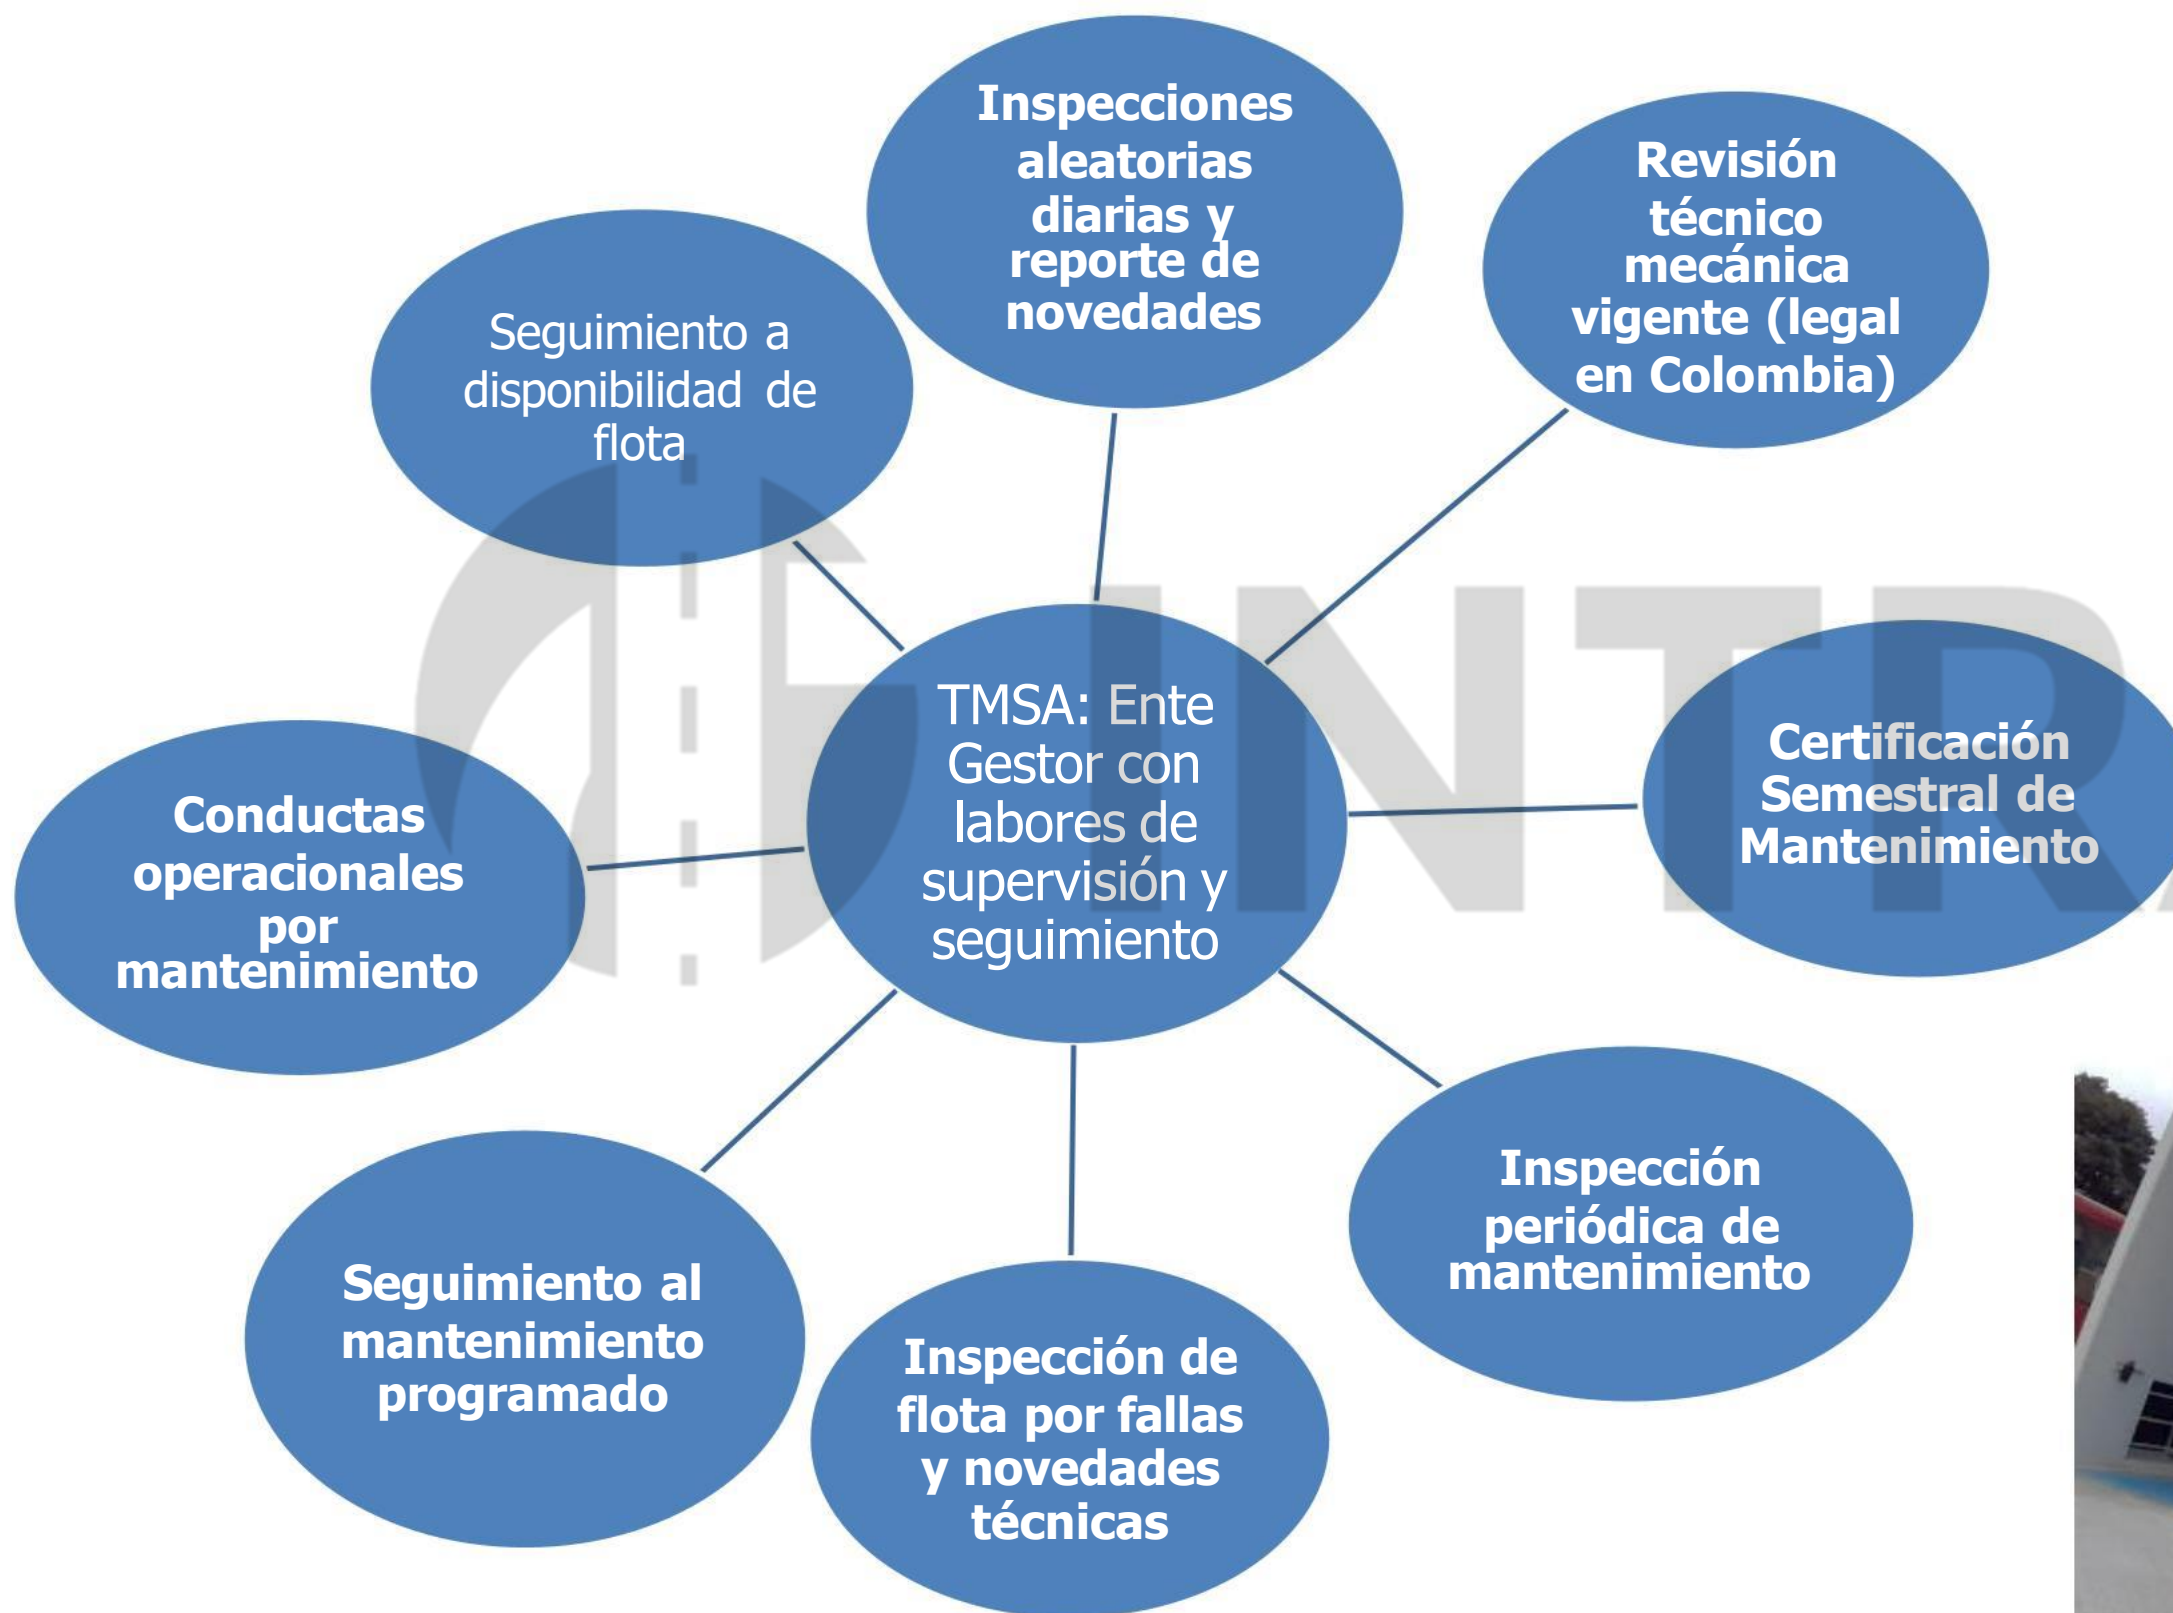 Inspecciones
aleatorias
diarias y
reporte de
novedades
Revisión
técnico
mecánica
vigente (legal
en Colombia)
Seguimiento a
disponibilidad de
flota
TMSA: Ente
Gestor con
labores de
supervisión y
seguimiento
Certificación
Semestral de
Mantenimiento
Conductas
operacionales
por
mantenimiento
Inspección
periódica de
mantenimiento
Seguimiento al
mantenimiento
programado
Inspección de
flota por fallas
y novedades
técnicas
INTRA